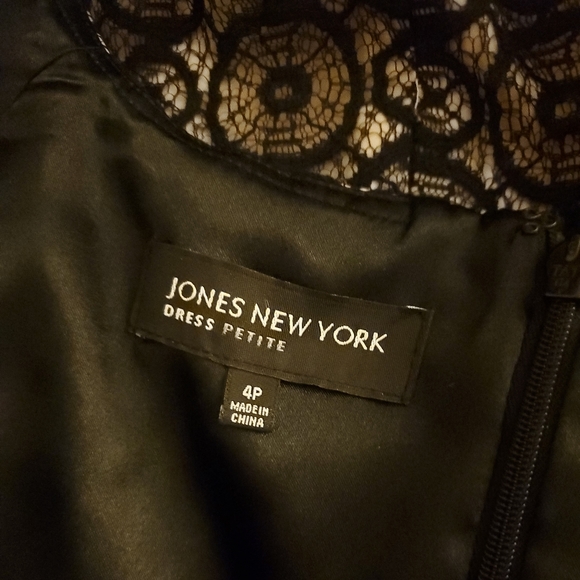 JONES NEW YORK
DRESS PETITE
4P
MADE IN
CHINA